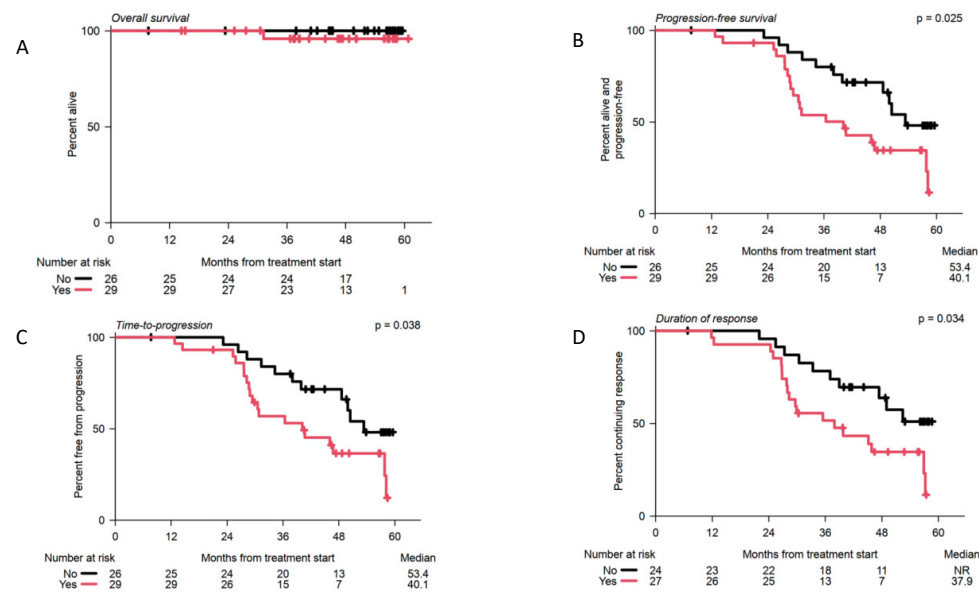 A
Overall survival
100
50
0
Percent alive
0 12 24 36 48 60
Number at risk Months from treatment start
No 26 25 24 24 17
Yes 29 29 27 23 13 1
B
Progression-free survival p = 0.025
100
50
0
Percent alive and
progression-free
0 12 24 36 48 60
Number at risk Months from treatment start Median
No 26 25 24 20 13 53.4
Yes 29 29 26 15 7 40.1
C
Time-to-progression p = 0.038
100
50
0
Percent free from progression
0 12 24 36 48 60
Number at risk Months from treatment start Median
No 26 25 24 20 13 53.4
Yes 29 29 26 15 7 40.1
D
Duration of response p = 0.034
100
50
0
Percent continuing response
0 12 24 36 48 60
Number at risk Months from treatment start Median
No 24 23 22 18 11 NR
Yes 27 26 25 13 7 37.9